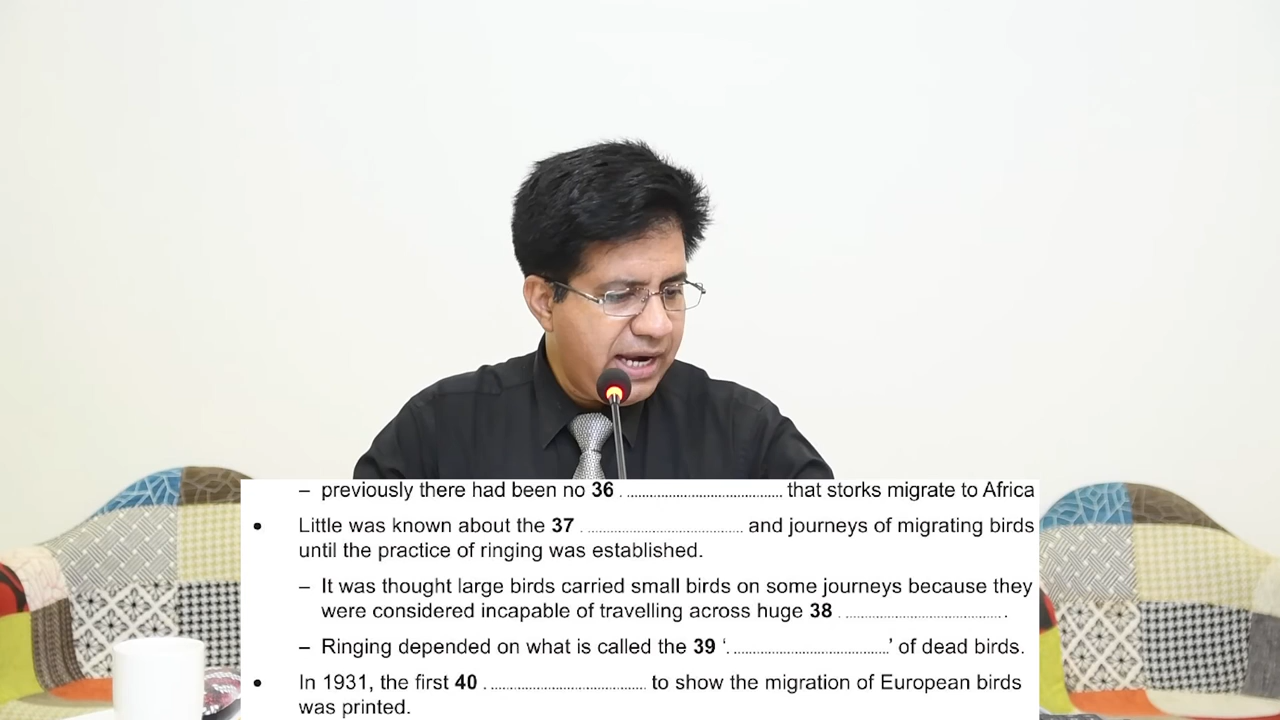 – previously there had been no 36 ........................................ that storks migrate to Africa
• Little was known about the 37 ........................................ and journeys of migrating birds
until the practice of ringing was established.
– It was thought large birds carried small birds on some journeys because they
were considered incapable of travelling across huge 38 ........................................ .
– Ringing depended on what is called the 39 '........................................' of dead birds.
• In 1931, the first 40 ........................................ to show the migration of European birds
was printed.